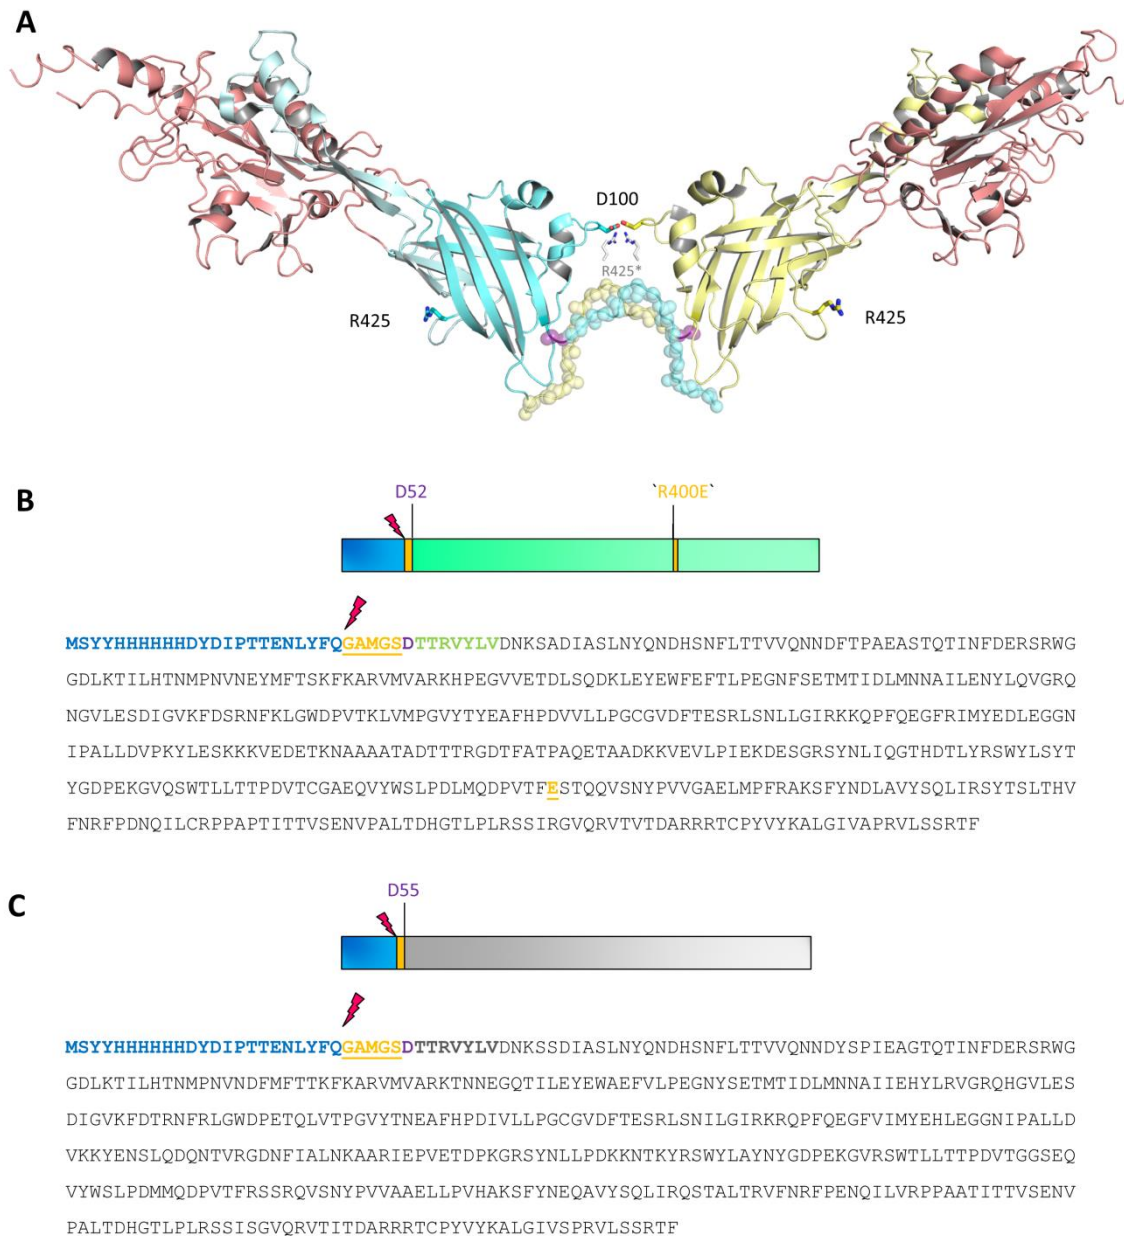 A
D100
R425*
R425
R425
B
D52
`R400E`
MSYYHHHHHHDYDIPTTENLYFQGAMGSDTTRVYLVDNKSADIASLNYQNDHSNFLTTVVQNNDFTPAEASTQTINFDERSRWG
GDLKTILHTNMPNVNEYMFTSKFKARVMVARKHPEGVVETDLSQDKLEYEWFEFTLPEGNFSETMTIDLMNNAILENYLQVGRQ
NGVLESDIGVKFDSRNFKLGWDPVTKLVMPGVYTYEAFHPDVVLLPGCGVDFTESRLSNLLGIRKKQPFQEGFRIMYEDLEGGN
IPALLDVPKYLESKKKVEDETKNAAAATADTTTRGDTFATPAQETAADKKVEVLPIEKDESGRSYNLIQGTHDTLYRSWYLSYT
YGDPEKGVQSWTLLTTPDVTCGAEQVYWSLPDLMQDPVTFESTQQVSNYPVVGAELMPFRAKSFYNDLAVYSQLIRSYTSLTHV
FNRFPDNQILCRPPAPTITTVSENVPALTDHGTLPLRSSIRGVQRVTVTDARRRTCPYVYKALGIVAPRVLSSRTF
C
D55
MSYYHHHHHHDYDIPTTENLYFQGAMGSDTTRVYLVDNKSSDIASLNYQNDHSNFLTTVVQNNDYSPIEAGTQTINFDERSRWG
GDLKTILHTNMPNVNDFMFTTKFKARVMVARKTNNEGQTILEYEWAEFVLPEGNYSETMTIDLMNNAIIEHYLRVGRQHGVLES
DIGVKFDTRNFRLGWDPETQLVTPGVYTNEAFHPDIVLLPGCGVDFTESRLSNILGIRKRQPFQEGFVIMYEHLEGGNIPALLD
VKKYENSLQDQNTVRGDNFIALNKAARIEPVETDPKGRSYNLLPDKKNTKYRSWYLAYNYGDPEKGVRSWTLLTTPDVTGGSEQ
VYWSLPDMMQDPVTFRSSRQVSNYPVVAAELLPVHAKSFYNEQAVYSQLIRQSTALTRVFNRFPENQILVRPPAATITTVSENV
PALTDHGTLPLRSSISGVQRVTITDARRRTCPYVYKALGIVSPRVLSSRTF